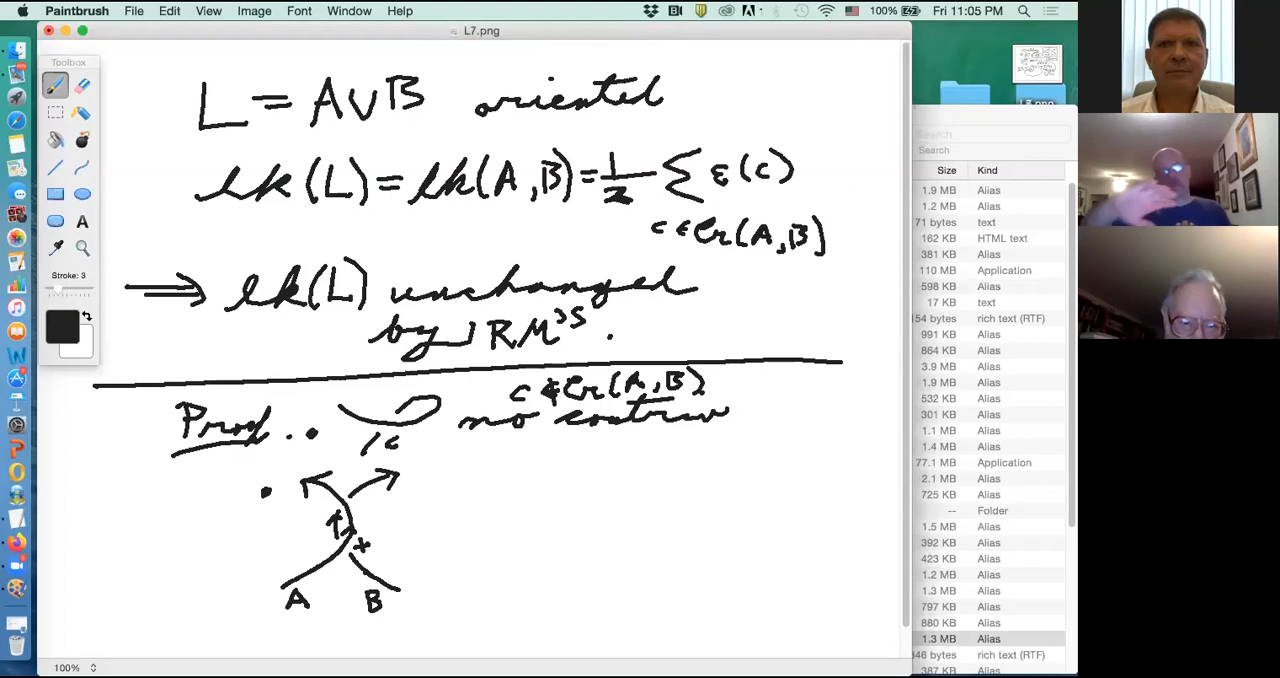 Paintbrush File Edit View Image Font Window Help
100% Fri 11:05 PM
L7.png
Toolbox
Stroke: 3
100%
L = A∪B oriented
lk(L) = lk(A,B) = 1/2 Σ ε(c)
c ∈ Cr(A,B)
⟹ lk(L) unchanged
by RM'S.
c ∉ Cr(A,B)
Proof. • c no contrib
•
A B
Search
Search
Size Kind
1.9 MB Alias
1.2 MB Alias
71 bytes text
162 KB HTML text
381 KB Alias
110 MB Application
598 KB Alias
17 KB text
154 bytes rich text (RTF)
991 KB Alias
864 KB Alias
3.9 MB Alias
1.9 MB Alias
532 KB Alias
301 KB Alias
1.1 MB Alias
1.4 MB Alias
77.1 MB Application
2.1 MB Alias
725 KB Alias
-- Folder
1.5 MB Alias
392 KB Alias
423 KB Alias
1.2 MB Alias
1.3 MB Alias
797 KB Alias
880 KB Alias
1.3 MB Alias
346 bytes rich text (RTF)
387 KB Alias